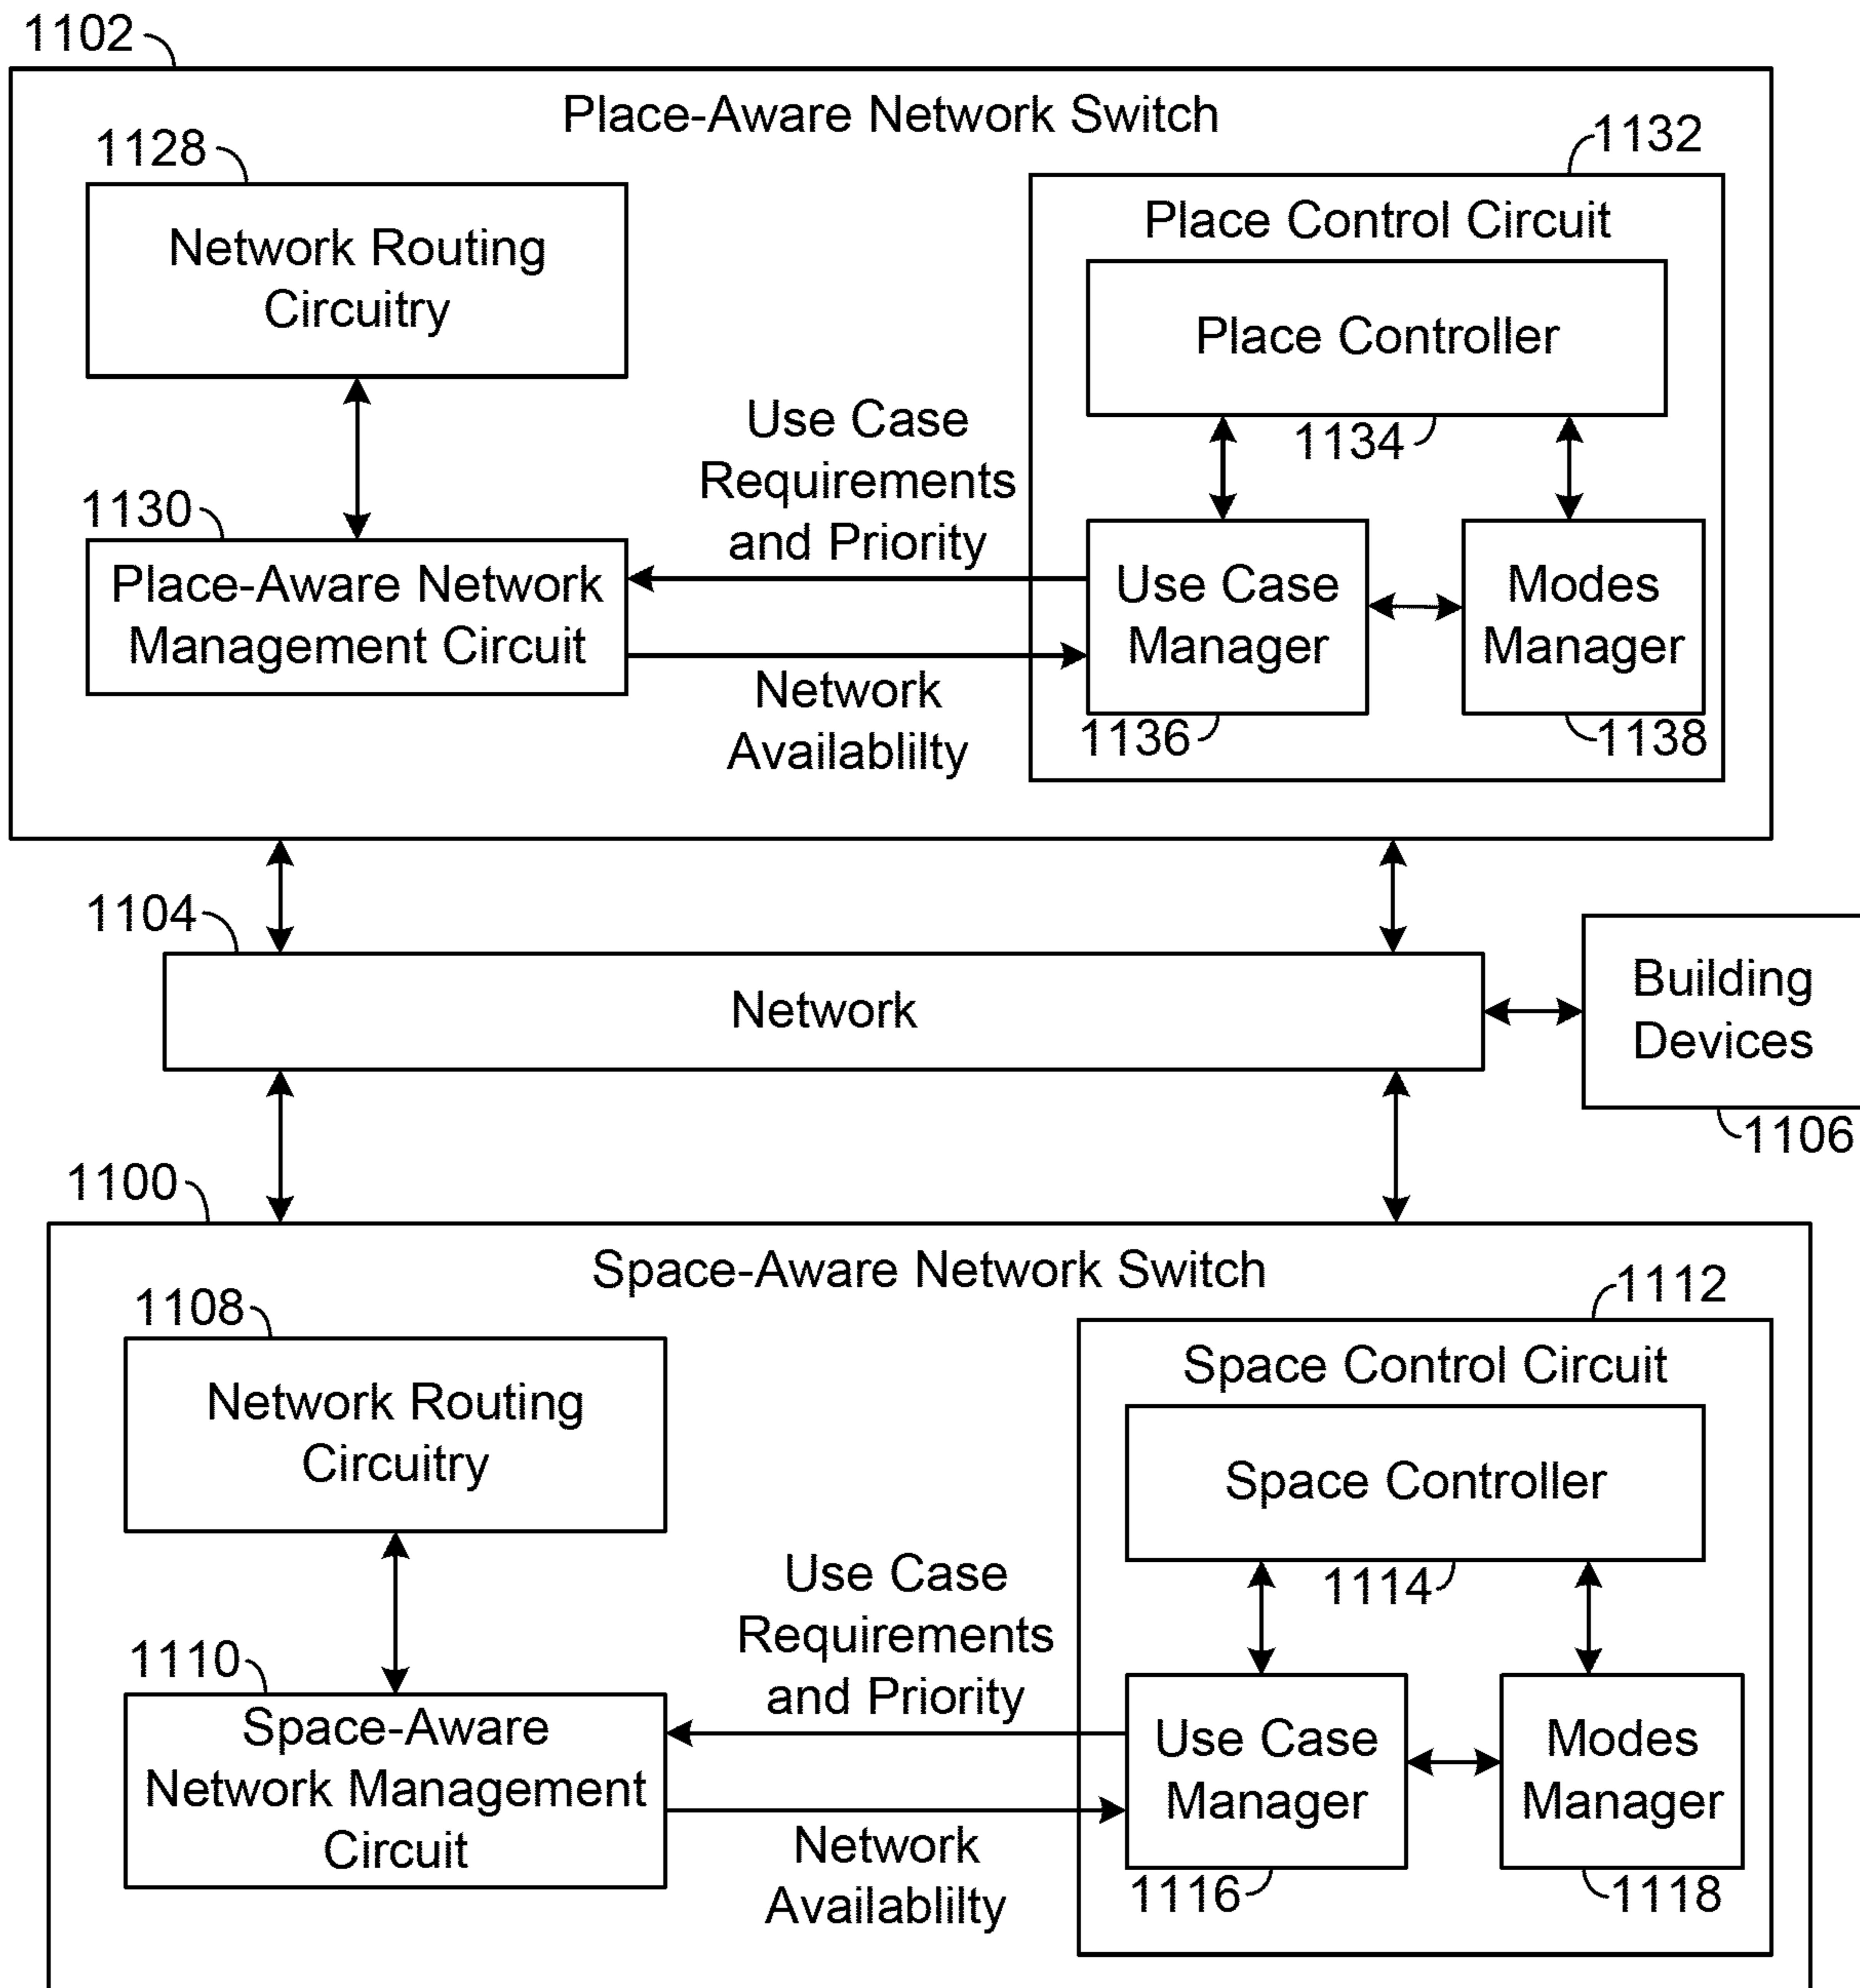 1102
Place-Aware Network Switch
1128
1132
Network Routing
Circuitry
Place Control Circuit
Place Controller
1134
Use Case
Requirements
and Priority
1130
Place-Aware Network
Management Circuit
Use Case
Manager
Modes
Manager
Network
Availablilty
1136
1138
1104
Network
Building
Devices
1106
1100
Space-Aware Network Switch
1108
1112
Network Routing
Circuitry
Space Control Circuit
Space Controller
1114
Use Case
Requirements
and Priority
1110
Space-Aware
Network Management
Circuit
Use Case
Manager
Modes
Manager
Network
Availablilty
1116
1118